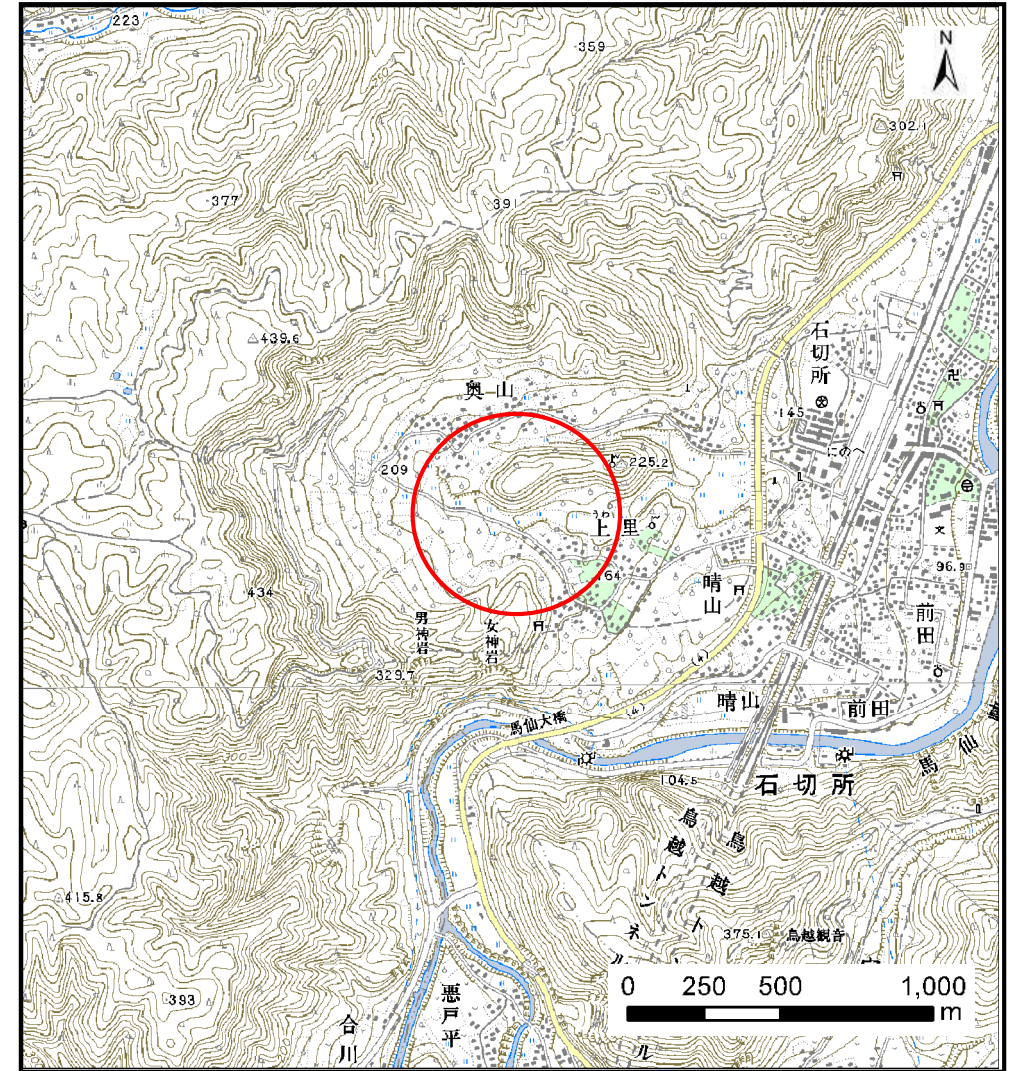 223
359
N
302.1
377
391
439.6
石切所
奥山
145
にのへ
209
225.2
うわ
上里
164
96.9
晴山
434
男神岩
女神岩
前田
329.7
晴山
前田
馬仙大橋
馬仙
104.5
石切所
鳥越トンネル
鳥越ト
ル
415.8
375.1
鳥越観音
393
悪戸平
合川
0 250 500 1,000
m